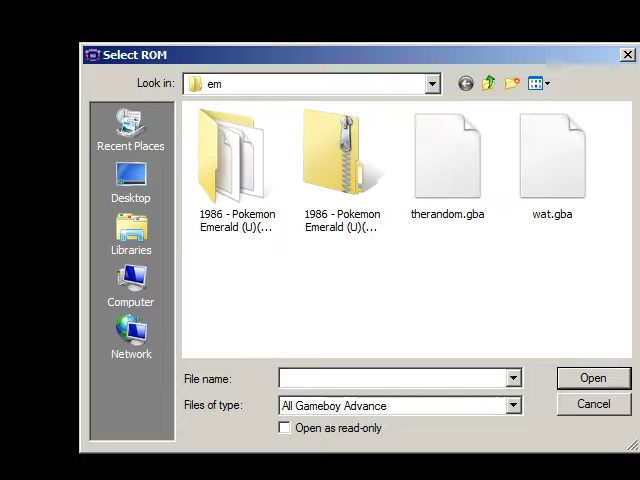 Select ROM
Look in:
em
Recent Places
Desktop
Libraries
Computer
Network
1986 - Pokemon
Emerald (U)(...
1986 - Pokemon
Emerald (U)(...
therandom.gba
wat.gba
File name:
Open
Files of type:
All Gameboy Advance
Cancel
Open as read-only